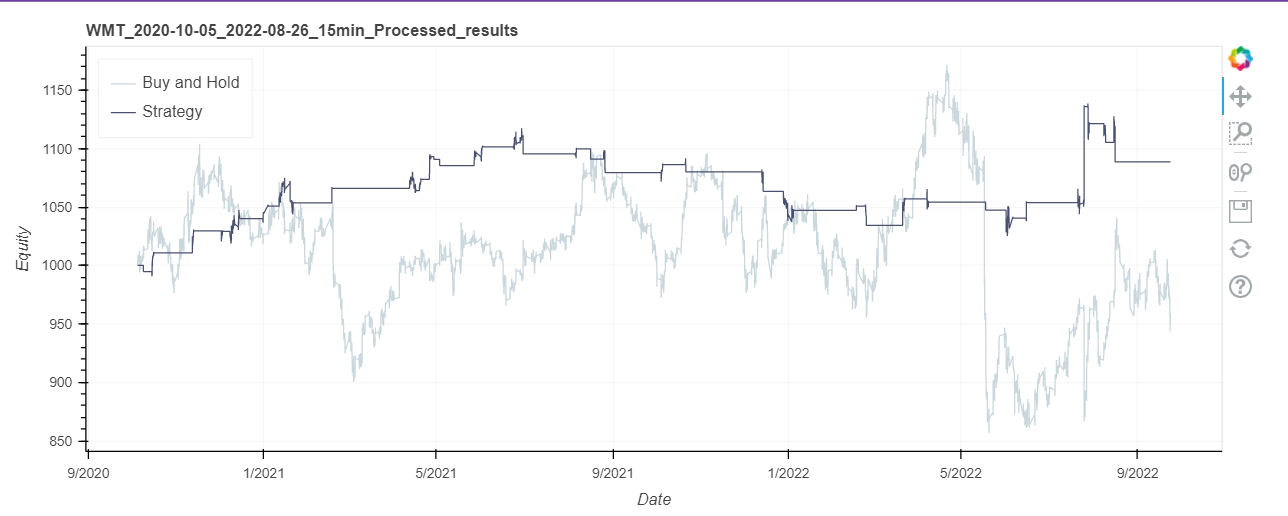 WMT_2020-10-05_2022-08-26_15min_Processed_results
Buy and Hold
Strategy
1150
1100
1050
1000
950
900
850
Equity
9/2020 1/2021 5/2021 9/2021 1/2022 5/2022 9/2022
Date